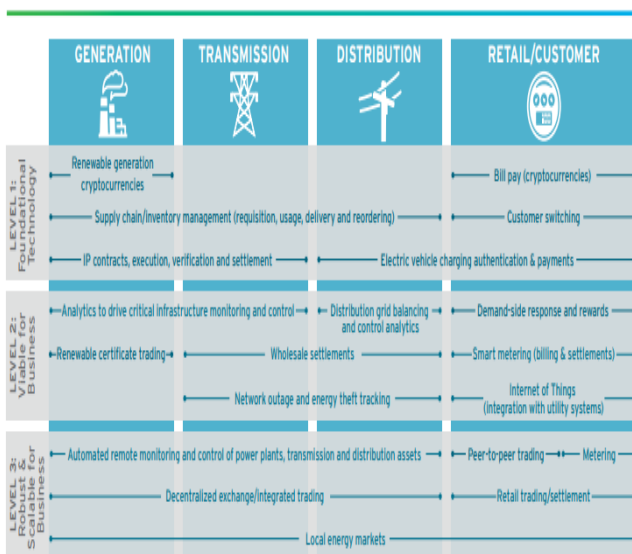 GENERATION
TRANSMISSION
DISTRIBUTION
RETAIL/CUSTOMER
LEVEL 1:
Foundational
Technology
Renewable generation
cryptocurrencies
Bill pay (cryptocurrencies)
Supply chain/inventory management (requisition, usage, delivery and reordering)
Customer switching
IP contracts, execution, verification and settlement
Electric vehicle charging authentication & payments
LEVEL 2:
Viable for
Business
Analytics to drive critical infrastructure monitoring and control
Distribution grid balancing
and control analytics
Demand-side response and rewards
Renewable certificate trading
Wholesale settlements
Smart metering (billing & settlements)
Network outage and energy theft tracking
Internet of Things
(integration with utility systems)
LEVEL 3:
Robust &
Scalable for
Business
Automated remote monitoring and control of power plants, transmission and distribution assets
Peer-to-peer trading
Metering
Decentralized exchange/integrated trading
Retail trading/settlement
Local energy markets